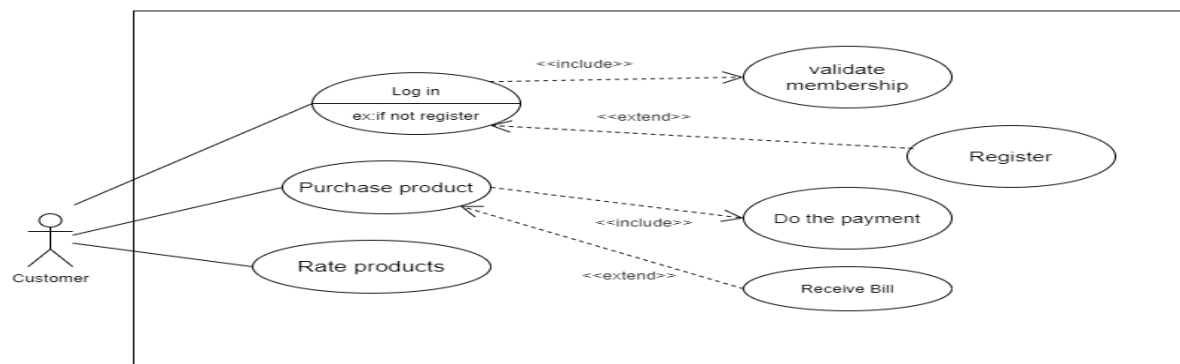 <<include>>
validate
membership
Log in
ex:if not register
<<extend>>
Register
Purchase product
<<include>>
Do the payment
Rate products
<<extend>>
Receive Bill
Customer